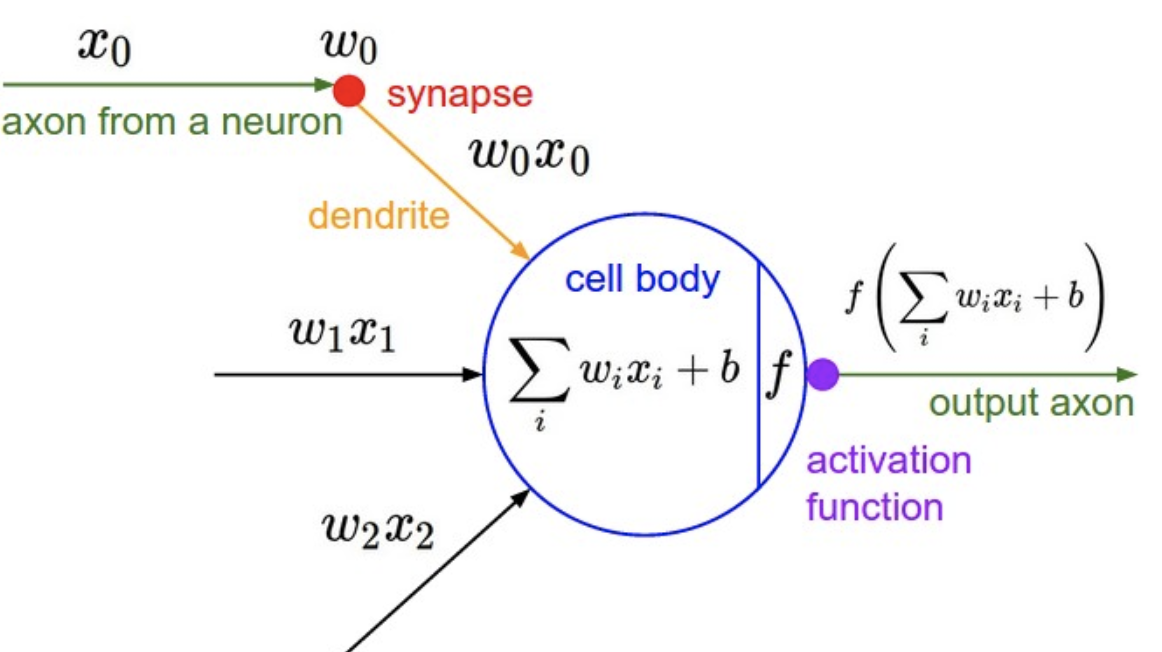 x₀
w₀
axon from a neuron
synapse
w₀x₀
dendrite
cell body
w₁x₁
∑ᵢ wᵢxᵢ + b
f
f(∑ᵢ wᵢxᵢ + b)
output axon
activation
function
w₂x₂